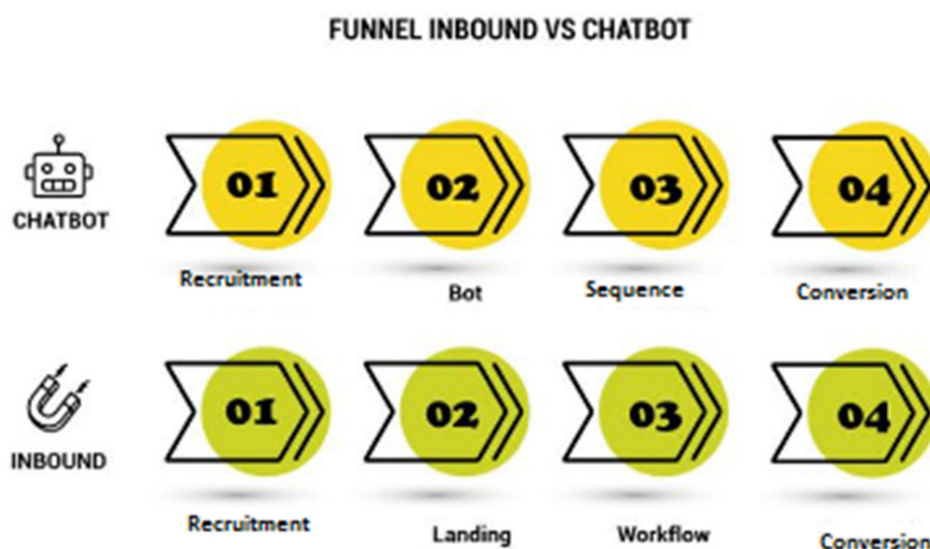 FUNNEL INBOUND VS CHATBOT
01 02 03 04
CHATBOT
Recruitment Bot Sequence Conversion
01 02 03 04
INBOUND
Recruitment Landing Workflow Conversion